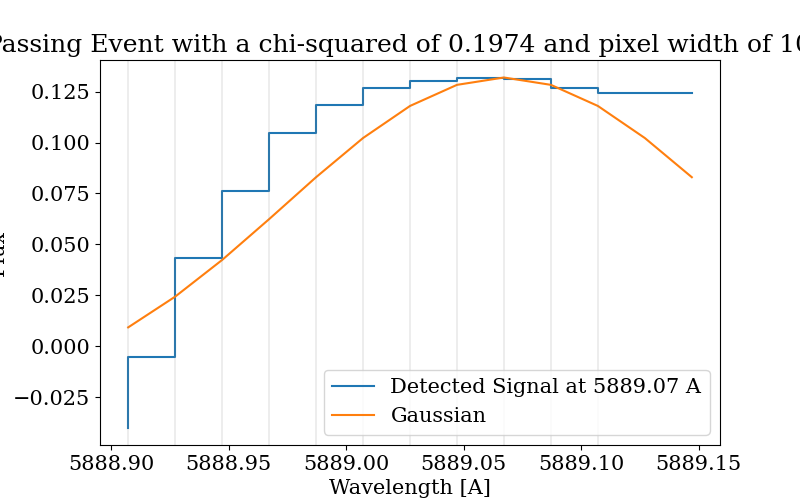 Passing Event with a chi-squared of 0.1974 and pixel width of 10
0.125
0.100
0.075
0.050
0.025
0.000
−0.025
Flux
Detected Signal at 5889.07 A
Gaussian
5888.90 5888.95 5889.00 5889.05 5889.10 5889.15
Wavelength [A]